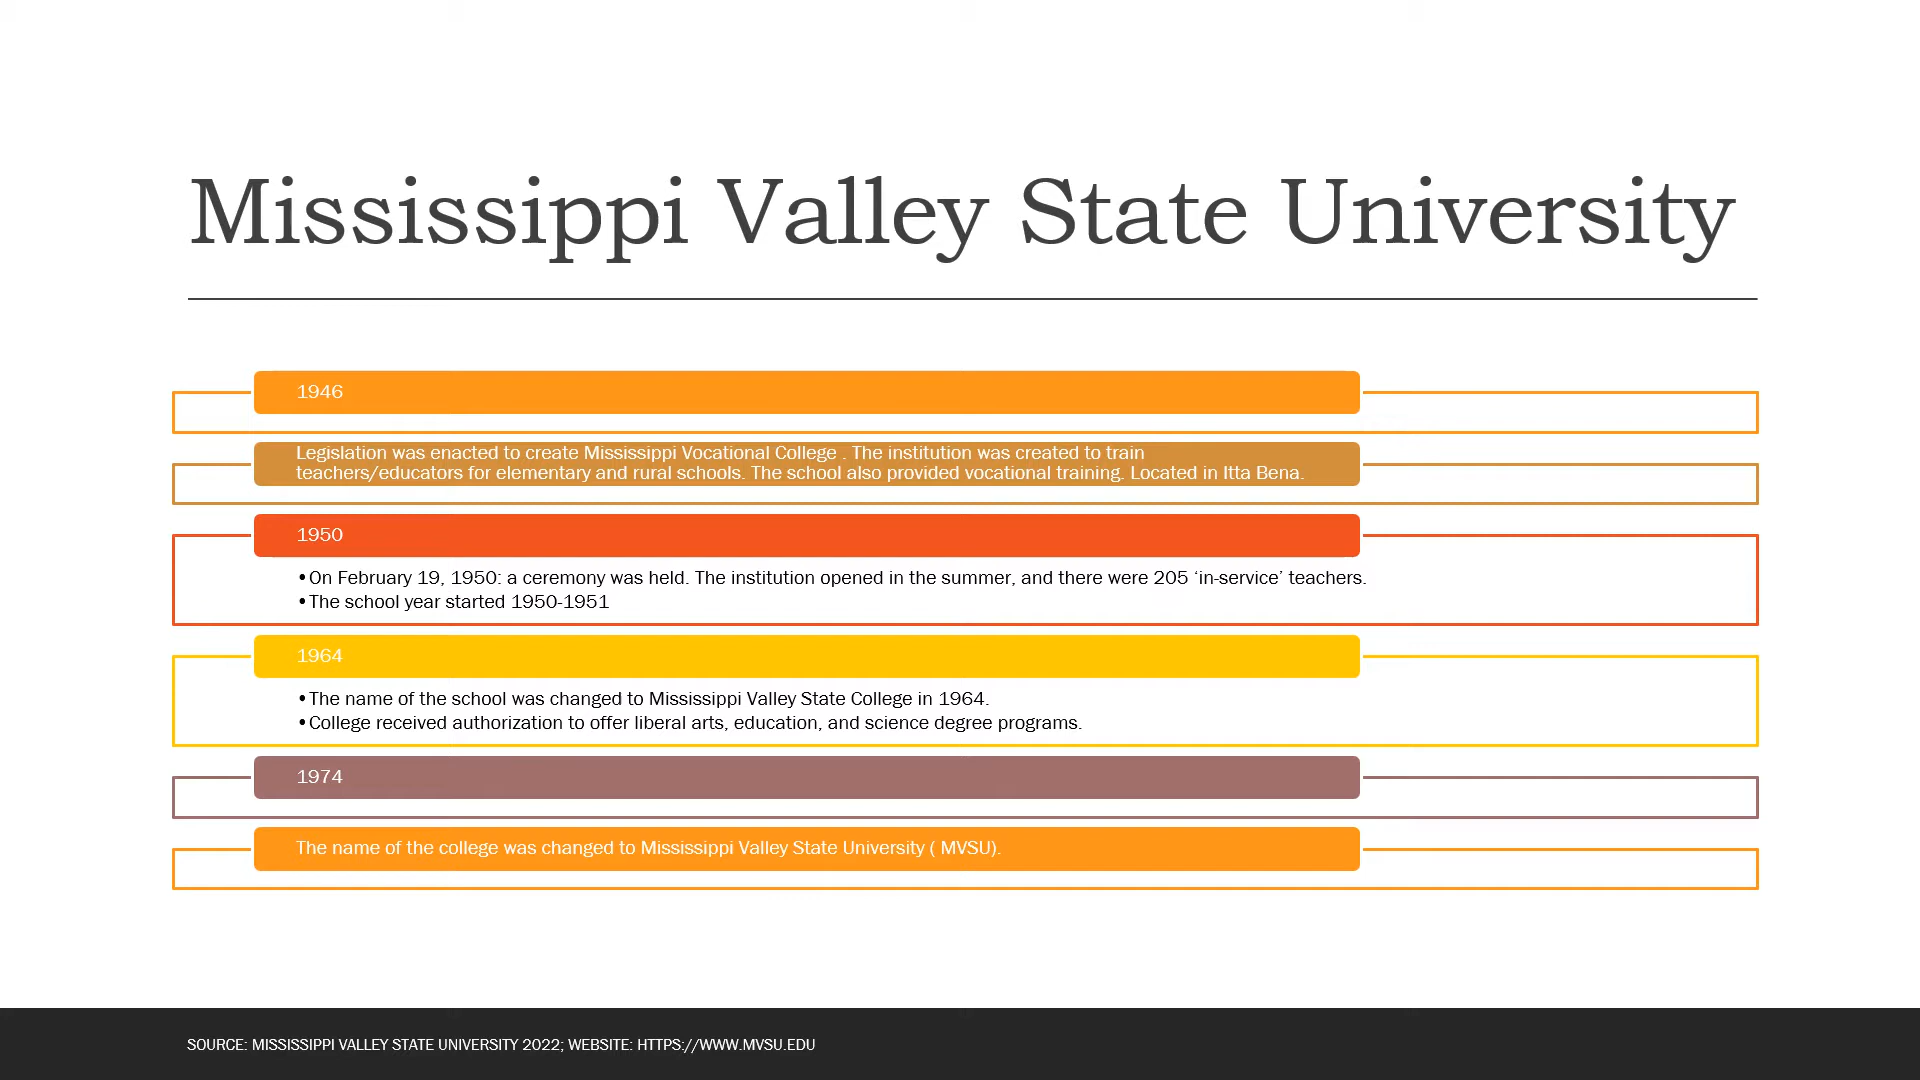 Mississippi Valley State University
1946
Legislation was enacted to create Mississippi Vocational College . The institution was created to train
teachers/educators for elementary and rural schools. The school also provided vocational training. Located in Itta Bena.
1950
•On February 19, 1950: a ceremony was held. The institution opened in the summer, and there were 205 ‘in-service’ teachers.
•The school year started 1950-1951
1964
•The name of the school was changed to Mississippi Valley State College in 1964.
•College received authorization to offer liberal arts, education, and science degree programs.
1974
The name of the college was changed to Mississippi Valley State University ( MVSU).
SOURCE: MISSISSIPPI VALLEY STATE UNIVERSITY 2022; WEBSITE: HTTPS://WWW.MVSU.EDU